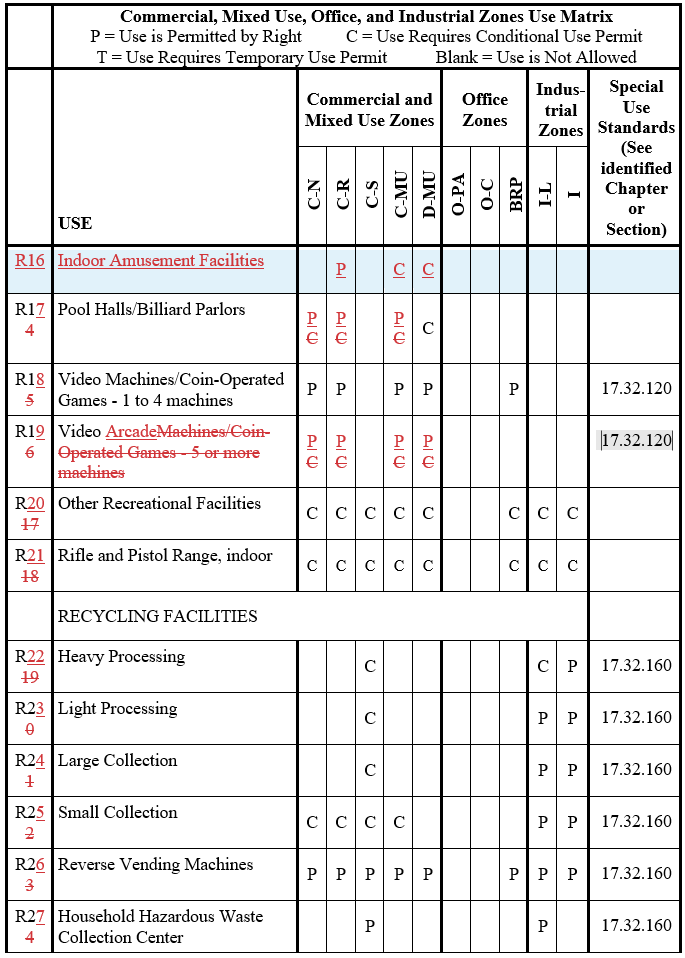 Commercial, Mixed Use, Office, and Industrial Zones Use Matrix
P = Use is Permitted by Right C = Use Requires Conditional Use Permit
T = Use Requires Temporary Use Permit Blank = Use is Not Allowed
USE
Commercial and
Mixed Use Zones
Office
Zones
Indus-
trial
Zones
Special
Use
Standards
(See
identified
Chapter
or
Section)
C-N C-R C-S C-MU D-MU O-PA O-C BRP I-L I
R16 Indoor Amusement Facilities P C C
R17 Pool Halls/Billiard Parlors P P P C
4 C C C
R18 Video Machines/Coin-Operated
5 Games - 1 to 4 machines P P P P P 17.32.120
R19 Video ArcadeMachines/Coin-
6 Operated Games - 5 or more P P P P 17.32.120
machines C C C C
R20 Other Recreational Facilities
17 C C C C C C C C
R21 Rifle and Pistol Range, indoor
18 C C C C C C C C
RECYCLING FACILITIES
R22 Heavy Processing
19 C C P 17.32.160
R23 Light Processing
0 C P P 17.32.160
R24 Large Collection
1 C P P 17.32.160
R25 Small Collection
2 C C C C P P 17.32.160
R26 Reverse Vending Machines
3 P P P P P P P P 17.32.160
R27 Household Hazardous Waste
4 Collection Center P P 17.32.160